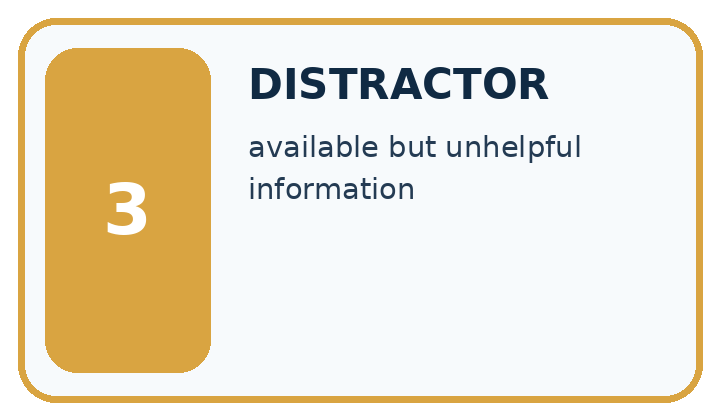 3
DISTRACTOR
available but unhelpful
information